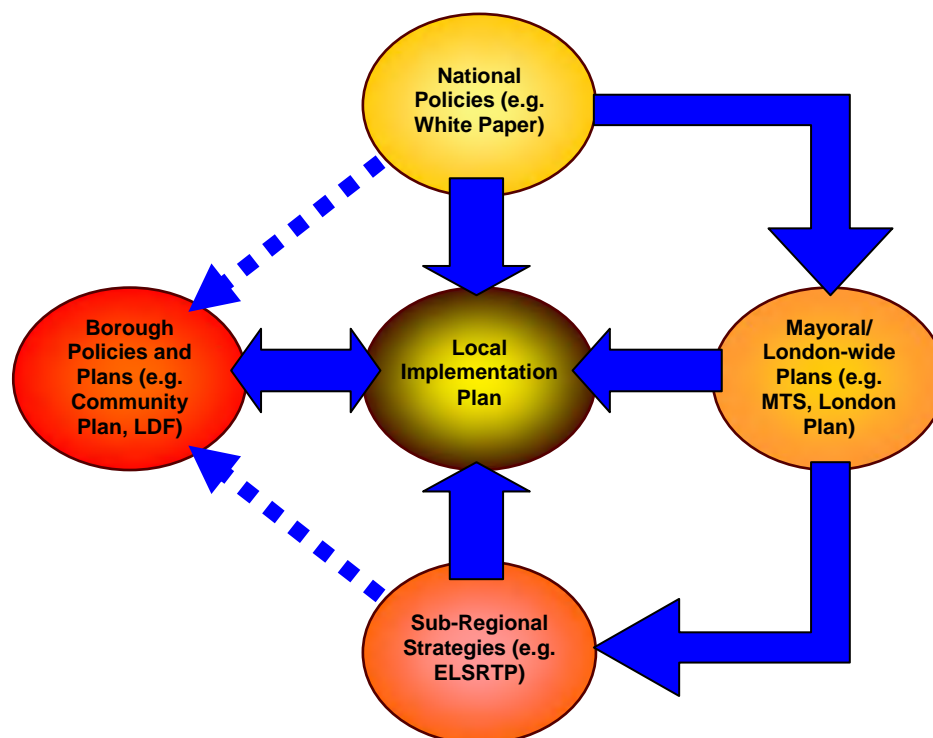 National
Policies (e.g.
White Paper)
Borough
Policies and
Plans (e.g.
Community
Plan, LDF)
Local
Implementation
Plan
Mayoral/
London-wide
Plans (e.g.
MTS, London
Plan)
Sub-Regional
Strategies (e.g.
ELSRTP)